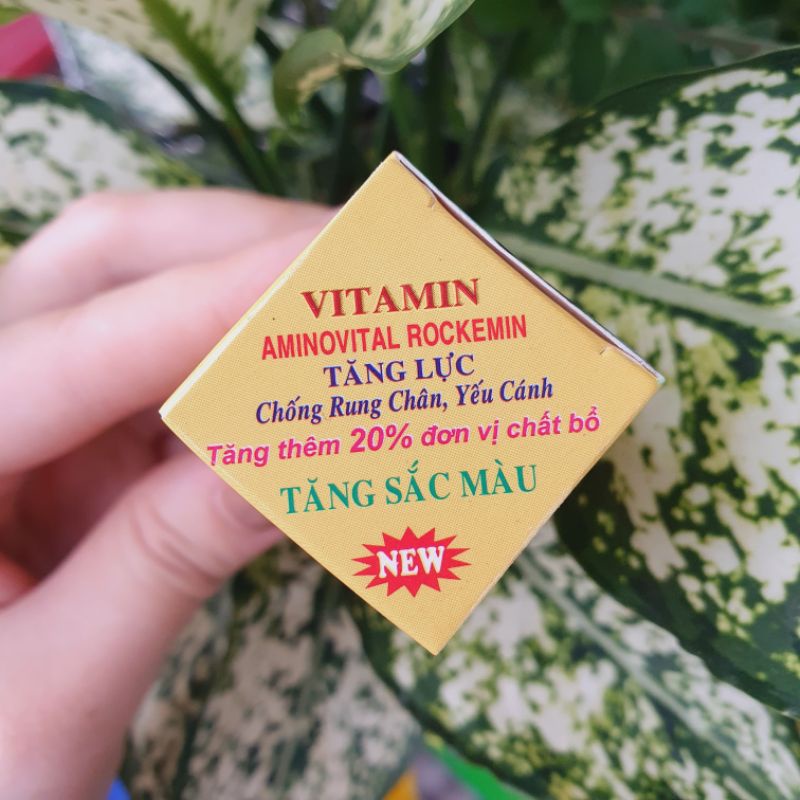 VITAMIN
AMINOVITAL ROCKEMIN
TĂNG LỰC
Chống Rung Chân, Yếu Cánh
Tăng thêm 20% đơn vị chất bổ
TĂNG SẮC MÀU
NEW